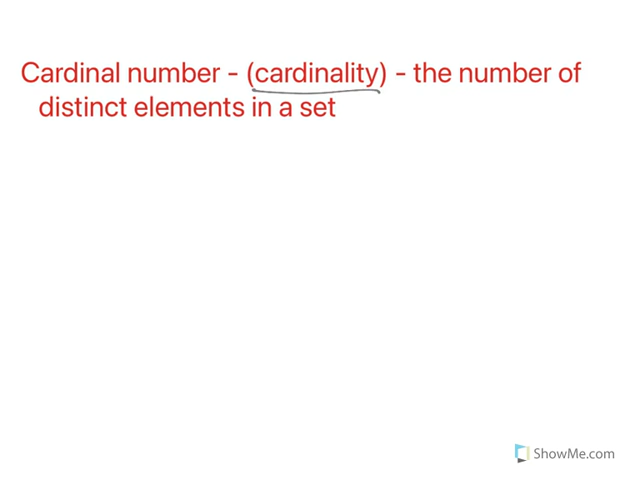 Cardinal number - (cardinality) - the number of
distinct elements in a set
ShowMe.com